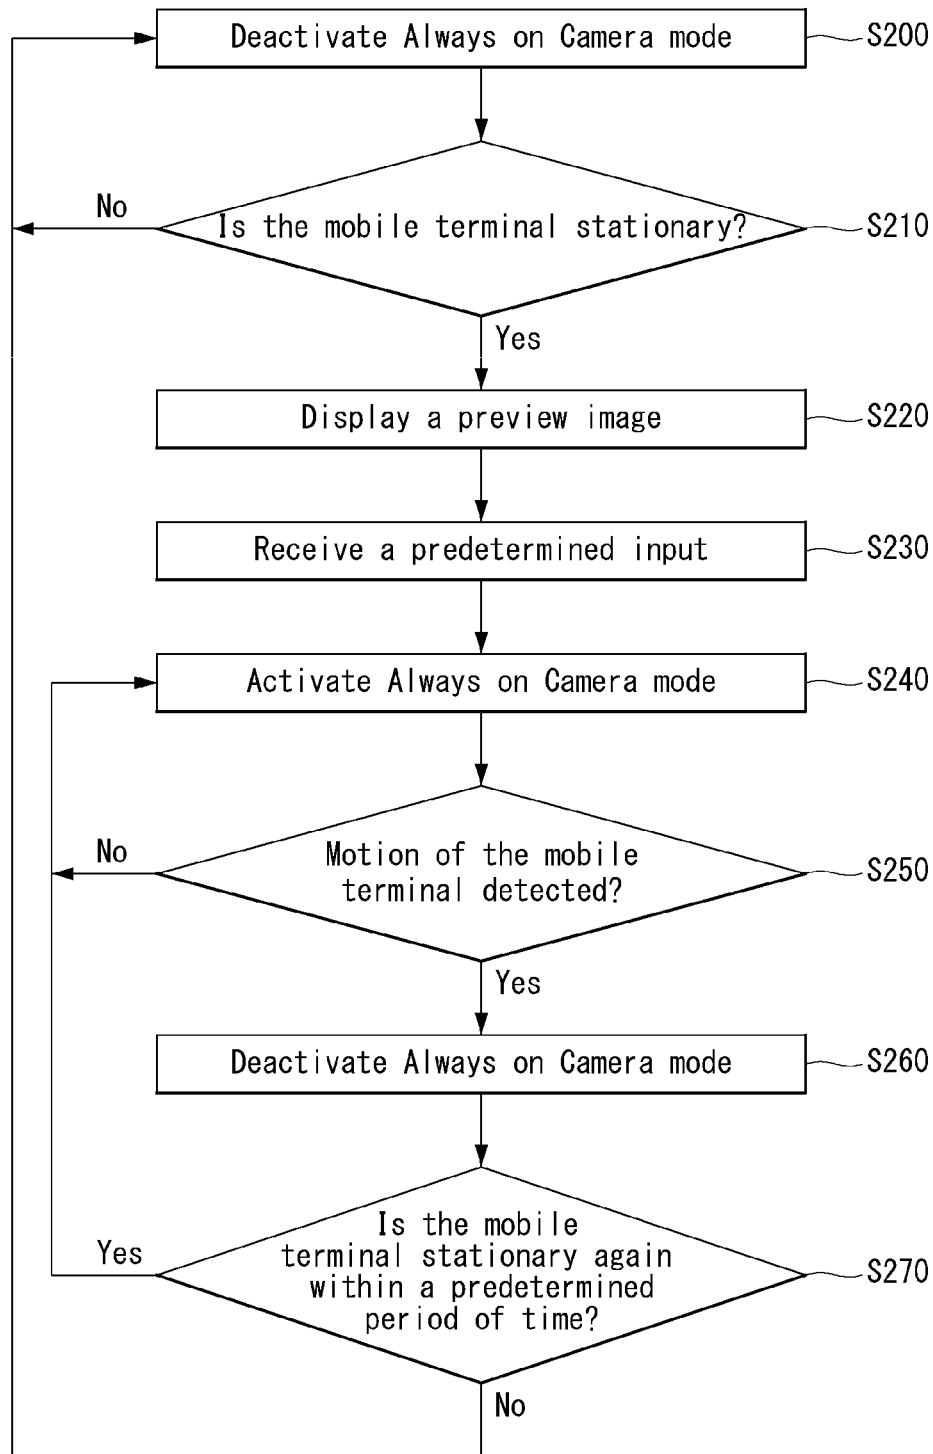 Deactivate Always on Camera mode
S200
No
Is the mobile terminal stationary?
S210
Yes
Display a preview image
S220
Receive a predetermined input
S230
Activate Always on Camera mode
S240
No
Motion of the mobile
terminal detected?
S250
Yes
Deactivate Always on Camera mode
S260
Yes
Is the mobile
terminal stationary again
within a predetermined
period of time?
S270
No